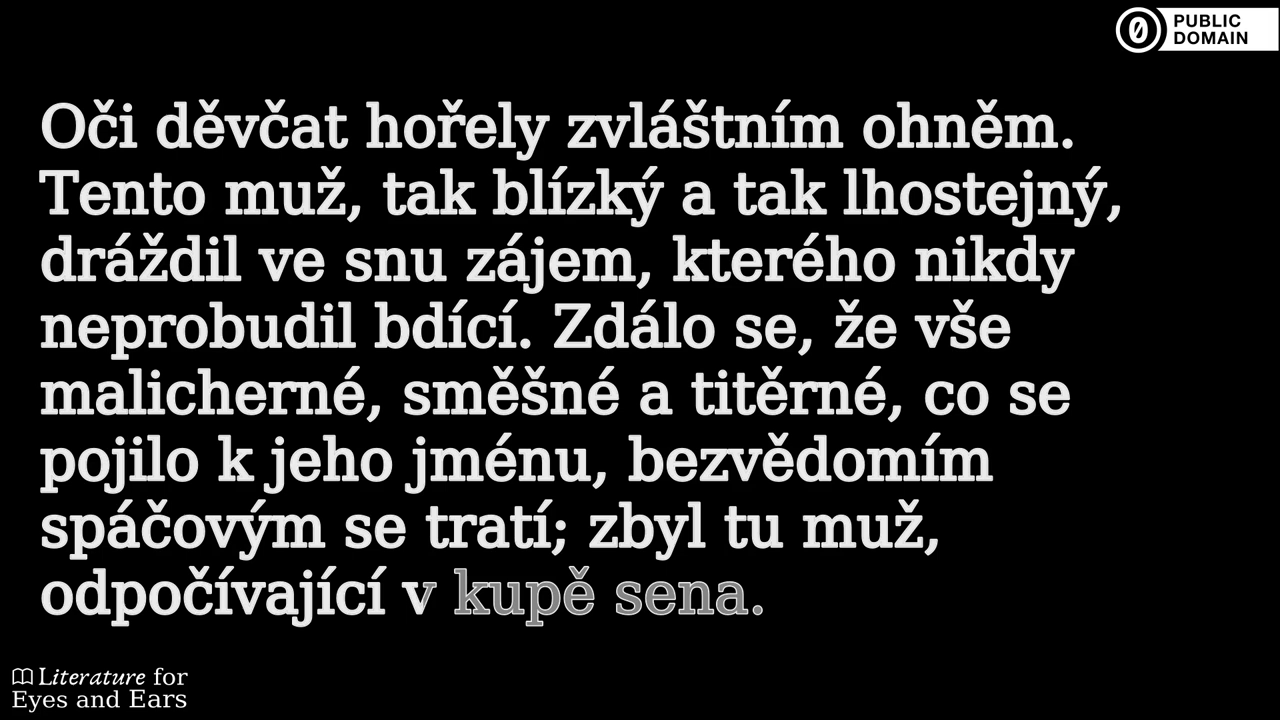 PUBLIC
DOMAIN
Oči děvčat hořely zvláštním ohněm.
Tento muž, tak blízký a tak lhostejný,
dráždil ve snu zájem, kterého nikdy
neprobudil bdící. Zdálo se, že vše
malicherné, směšné a titěrné, co se
pojilo k jeho jménu, bezvědomím
spáčovým se tratí; zbyl tu muž,
odpočívající v kupě sena.
Literature for
Eyes and Ears